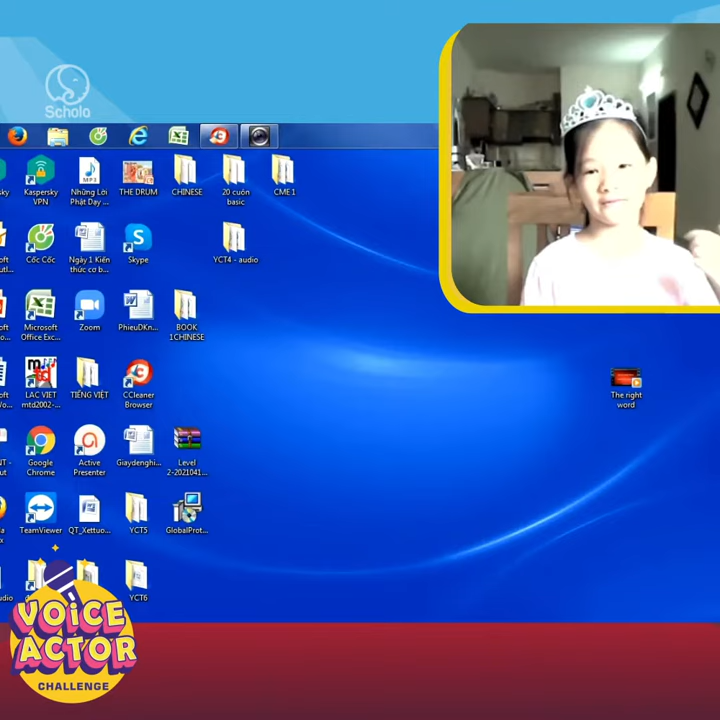 Schola
sky
Kaspersky
VPN
Những Lời
Phật Dạy ...
THE DRUM
CHINESE
20 cuốn
basic
CME 1
Cốc Cốc
Ngày 1 Kiến
thức cơ b...
Skype
YCT4 - audio
Microsoft
Office Exc...
Zoom
PhieuDKn...
BOOK
1CHINESE
LAC VIET
mtd2002-...
TIẾNG VIỆT
CCleaner
Browser
The right
word
Google
Chrome
Active
Presenter
Giaydenghi...
Level
2-2021041...
TeamViewer
QT_Xettuo...
YCT5
GlobalProt...
YCT6
VOiCE
ACTOR
CHALLENGE